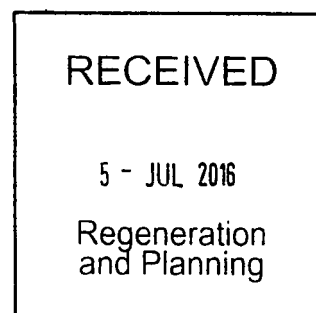 RECEIVED
5 - JUL 2016
Regeneration
and Planning